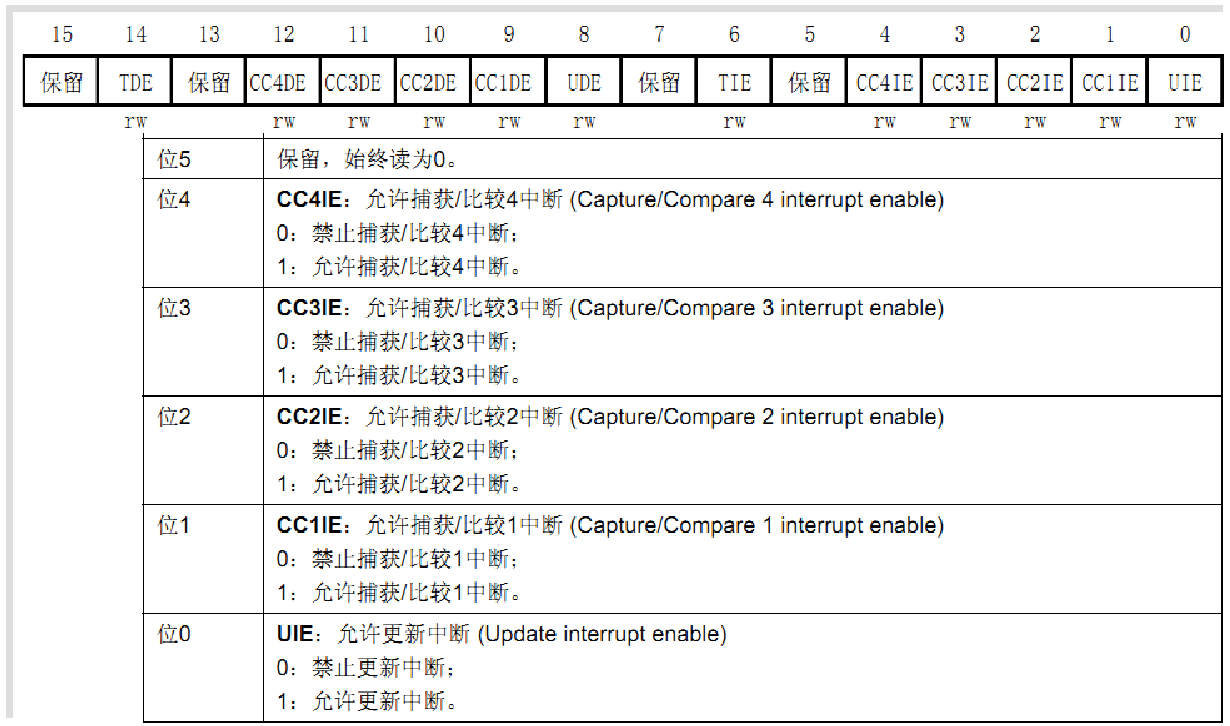 15 14 13 12 11 10 9 8 7 6 5 4 3 2 1 0
保留 TDE 保留 CC4DE CC3DE CC2DE CC1DE UDE 保留 TIE 保留 CC4IE CC3IE CC2IE CC1IE UIE
rw rw rw rw rw rw rw rw rw rw rw rw
位5 保留，始终读为0。
位4 CC4IE：允许捕获/比较4中断 (Capture/Compare 4 interrupt enable)
0：禁止捕获/比较4中断；
1：允许捕获/比较4中断。
位3 CC3IE：允许捕获/比较3中断 (Capture/Compare 3 interrupt enable)
0：禁止捕获/比较3中断；
1：允许捕获/比较3中断。
位2 CC2IE：允许捕获/比较2中断 (Capture/Compare 2 interrupt enable)
0：禁止捕获/比较2中断；
1：允许捕获/比较2中断。
位1 CC1IE：允许捕获/比较1中断 (Capture/Compare 1 interrupt enable)
0：禁止捕获/比较1中断；
1：允许捕获/比较1中断。
位0 UIE：允许更新中断 (Update interrupt enable)
0：禁止更新中断；
1：允许更新中断。